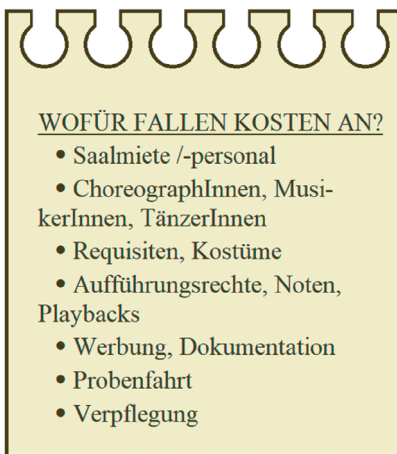 WOFÜR FALLEN KOSTEN AN?
• Saalmiete /-personal
• ChoreographInnen, Musi-
kerInnen, TänzerInnen
• Requisiten, Kostüme
• Aufführungsrechte, Noten,
Playbacks
• Werbung, Dokumentation
• Probenfahrt
• Verpflegung